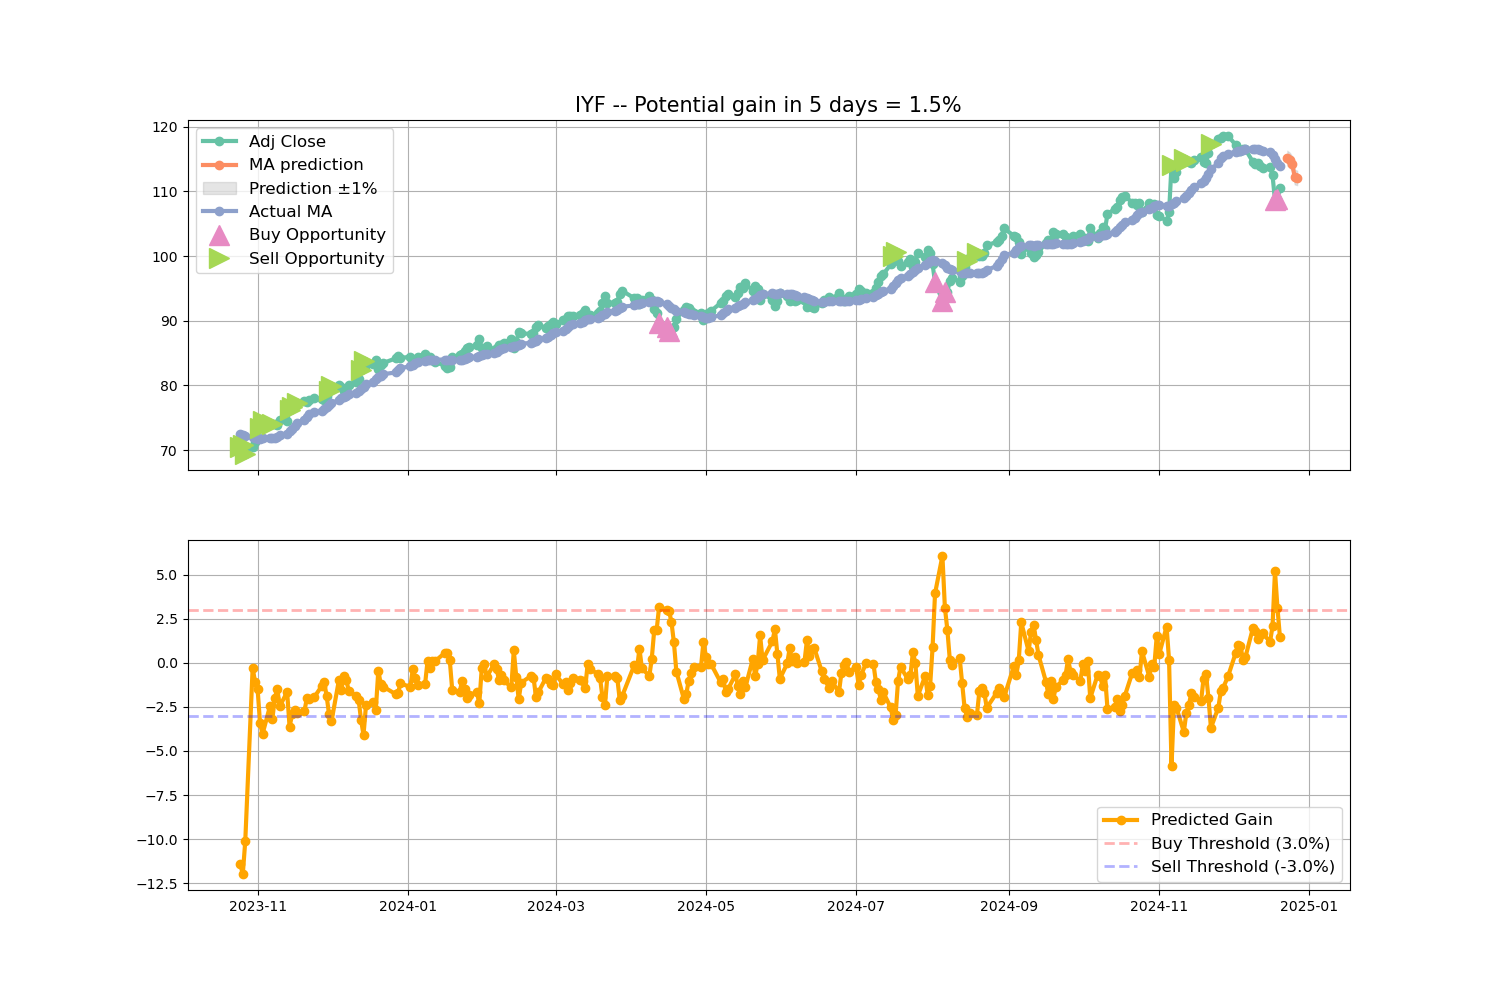 IYF -- Potential gain in 5 days = 1.5%
120
110
100
90
80
70
Adj Close
MA prediction
Prediction ±1%
Actual MA
Buy Opportunity
Sell Opportunity
5.0
2.5
0.0
−2.5
−5.0
−7.5
−10.0
−12.5
Predicted Gain
Buy Threshold (3.0%)
Sell Threshold (-3.0%)
2023-11
2024-01
2024-03
2024-05
2024-07
2024-09
2024-11
2025-01